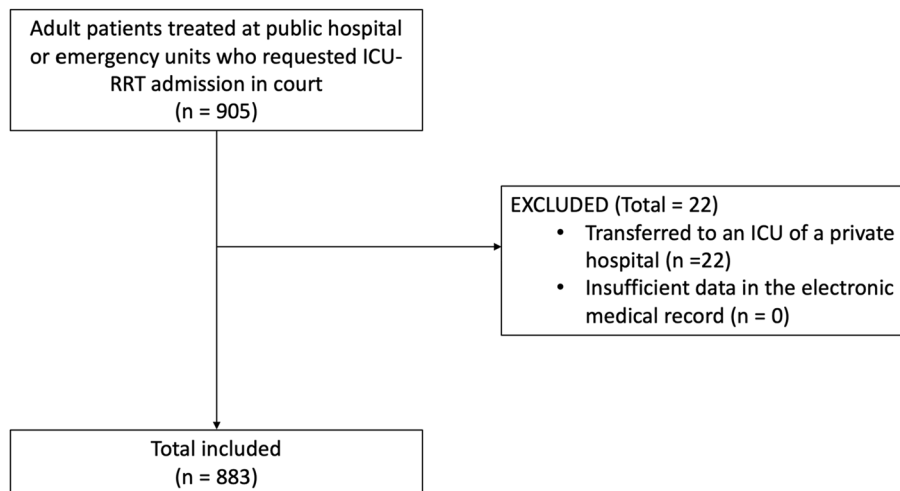 Adult patients treated at public hospital
or emergency units who requested ICU-
RRT admission in court
(n = 905)
EXCLUDED (Total = 22)
• Transferred to an ICU of a private
hospital (n =22)
• Insufficient data in the electronic
medical record (n = 0)
Total included
(n = 883)